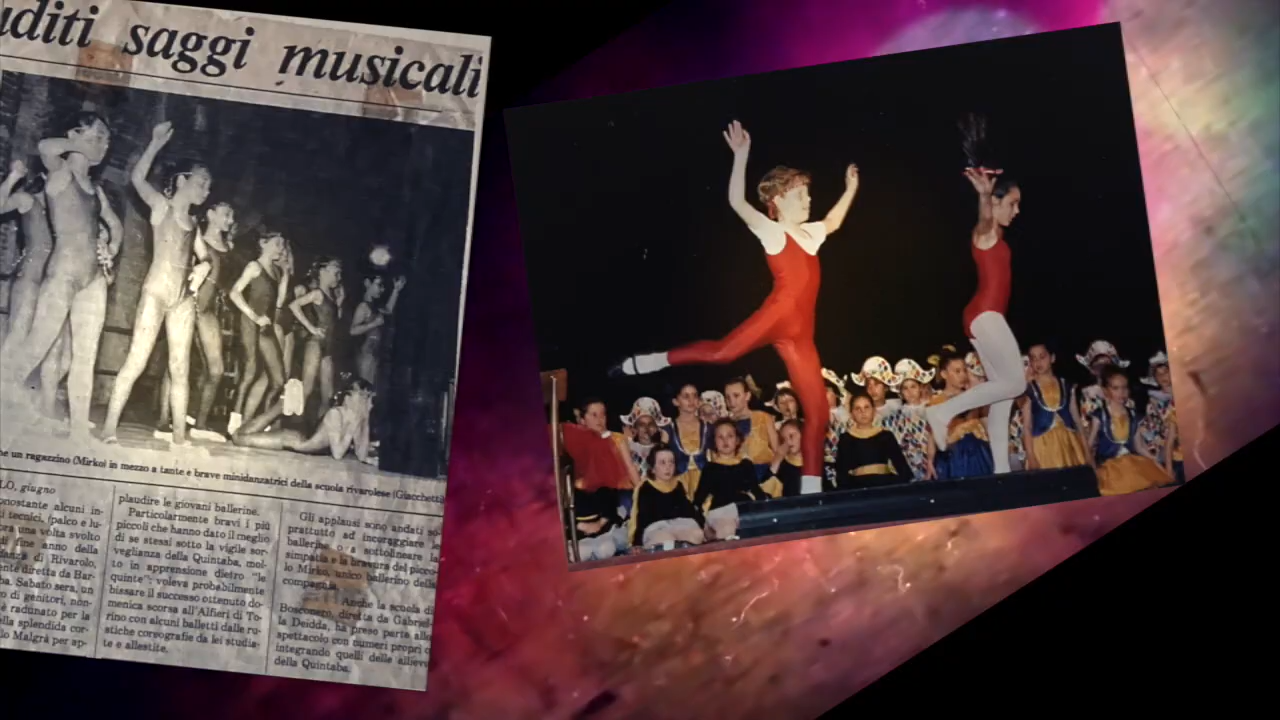 uditi saggi musicali
he un ragazzino (Mirko) in mezzo a tante e brave minidanzatrici della scuola rivarolese (Giacchetti
LO, giugno
onostante alcuni in-
i tecnici, (palco e lu-
ora una volta svolto
di fine anno della
danza di Rivarolo,
ente diretta da Bar-
ba. Sabato sera, un
o di genitori, non-
è radunato per la
ella splendida cor-
lo Malgrà per ap-
plaudire le giovani ballerine.
Particolarmente bravi i più
piccoli che hanno dato il meglio
di se stessi sotto la vigile sor-
veglianza della Quintaba, mol-
to in apprensione dietro "le
quinte"; voleva probabilmente
bissare il successo ottenuto do-
menica scorsa all'Alfieri di To-
rino con alcuni balletti dalle ru-
stiche coreografie da lei studia-
te e allestite.
Gli applausi sono andati so-
prattutto ad incoraggiare le
ballerine o a sottolineare la
simpatia e la bravura del picco-
lo Mirko, unico ballerino della
compagnia.
Anche la scuola di
Bosconero, diretta da Gabriel-
la Deidda, ha preso parte allo
spettacolo con numeri propri o
integrando quelli delle allieve
della Quintaba.